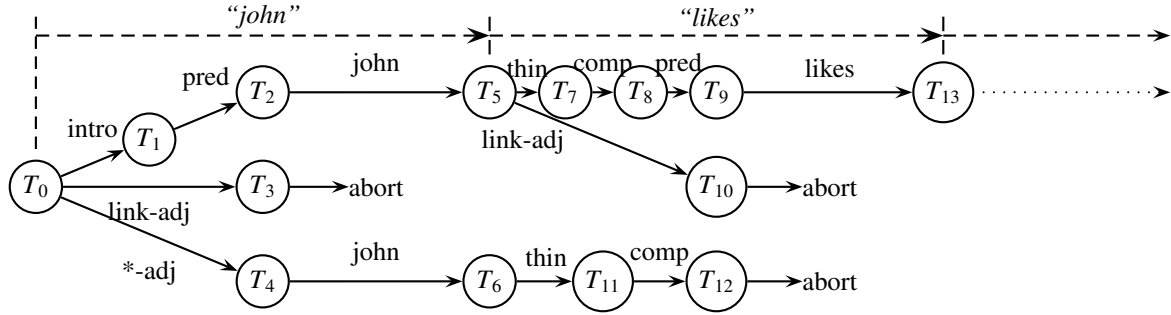 “john” “likes”
thin comp pred
pred john likes
T2 T5 T7 T8 T9 T13
intro T1 link-adj
T0 T3 abort T10 abort
link-adj
*-adj john thin comp
T4 T6 T11 T12 abort